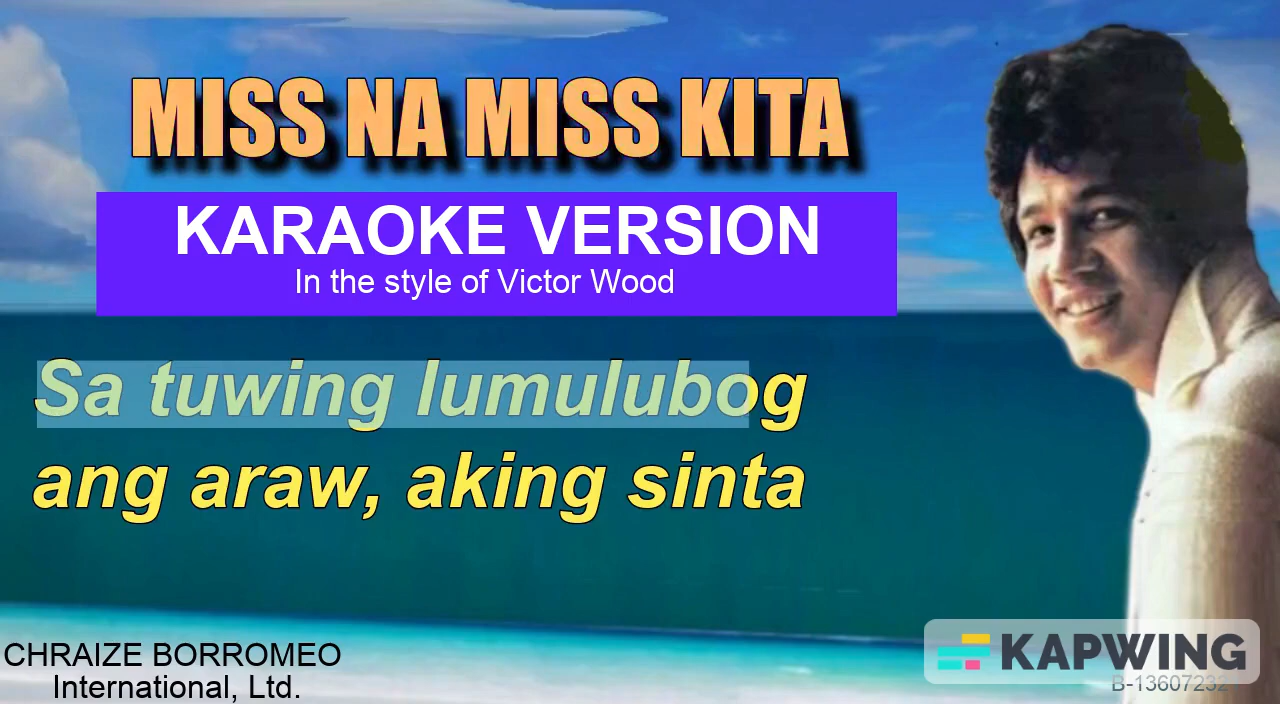 MISS NA MISS KITA
KARAOKE VERSION
In the style of Victor Wood
Sa tuwing lumulubog
ang araw, aking sinta
CHRAIZE BORROMEO
International, Ltd.
KAPWING
B-13607232